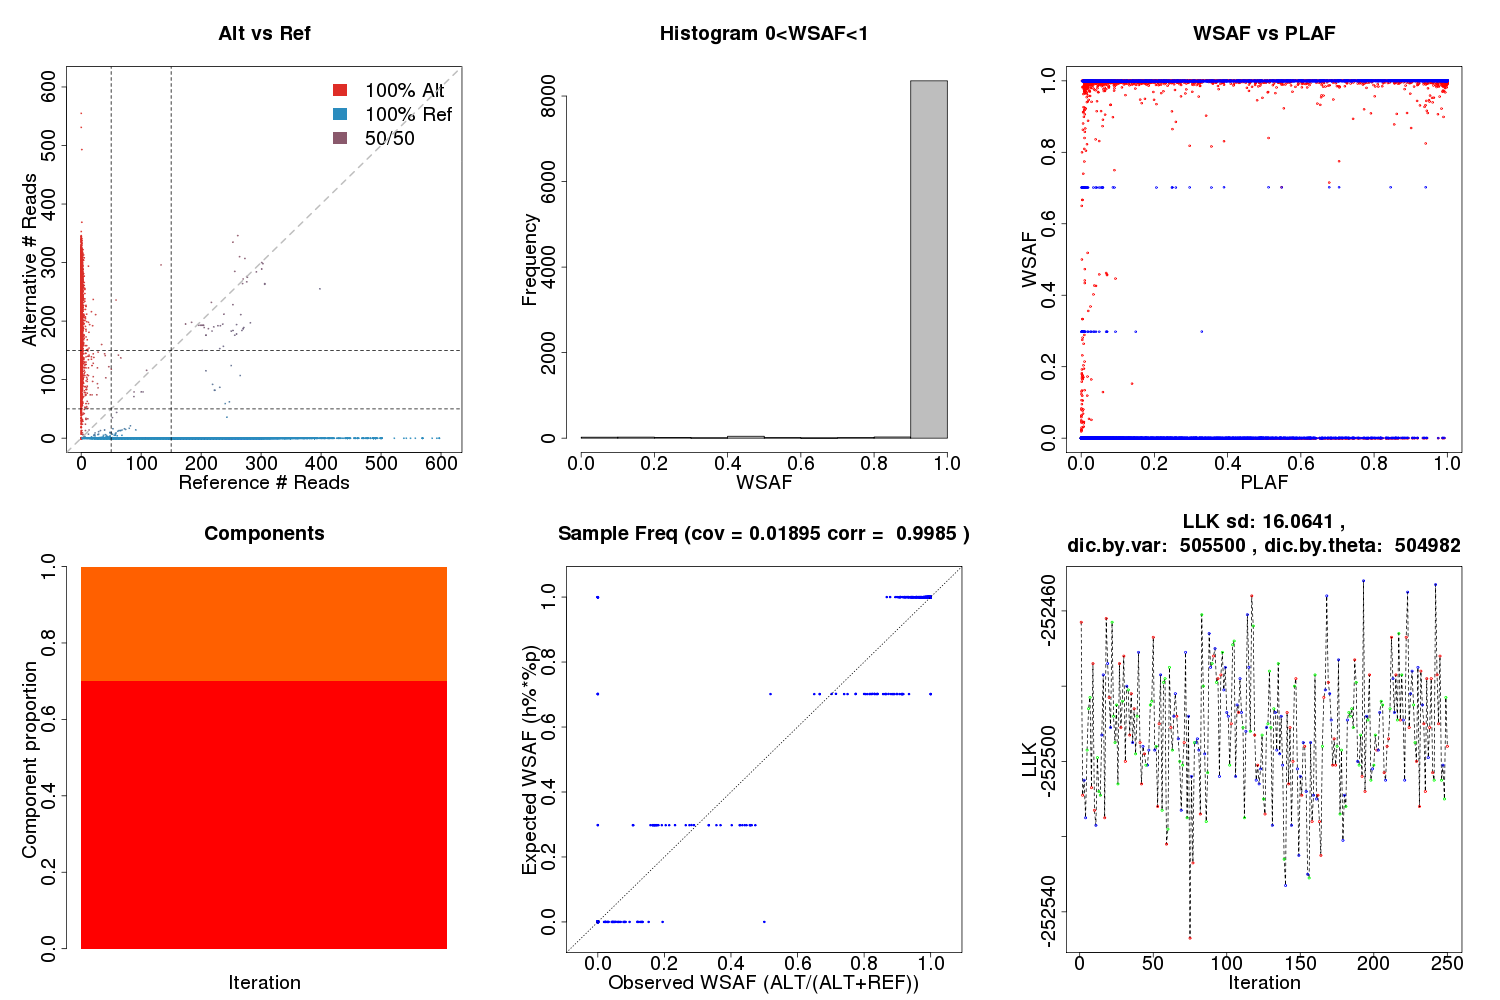 Alt vs Ref
600
500
400
300
200
100
0
Alternative # Reads
100% Alt
100% Ref
50/50
0 100 200 300 400 500 600
Reference # Reads
Histogram 0<WSAF<1
8000
6000
4000
2000
0
Frequency
0.0 0.2 0.4 0.6 0.8 1.0
WSAF
WSAF vs PLAF
1.0
0.8
0.6
0.4
0.2
0.0
WSAF
0.0 0.2 0.4 0.6 0.8 1.0
PLAF
Components
1.0
0.8
0.6
0.4
0.2
0.0
Component proportion
Iteration
Sample Freq (cov = 0.01895 corr = 0.9985 )
1.0
0.8
0.6
0.4
0.2
0.0
Expected WSAF (h%*%p)
0.0 0.2 0.4 0.6 0.8 1.0
Observed WSAF (ALT/(ALT+REF))
LLK sd: 16.0641 ,
dic.by.var: 505500 , dic.by.theta: 504982
-252460
-252500
-252540
LLK
0 50 100 150 200 250
Iteration